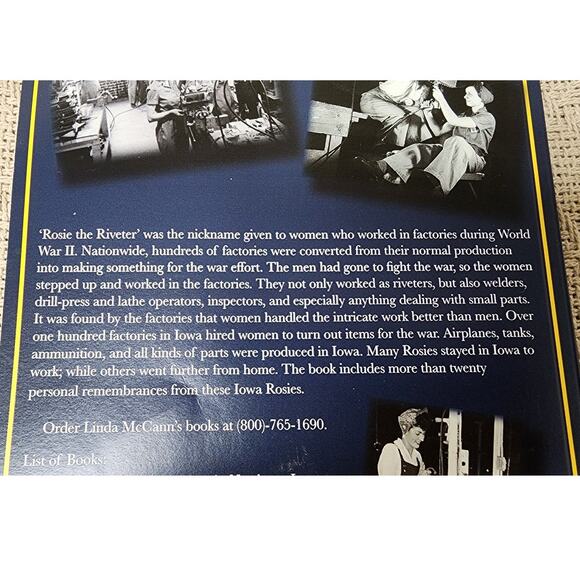 'Rosie the Riveter' was the nickname given to women who worked in factories during World
War II. Nationwide, hundreds of factories were converted from their normal production
into making something for the war effort. The men had gone to fight the war, so the women
stepped up and worked in the factories. They not only worked as riveters, but also welders,
drill-press and lathe operators, inspectors, and especially anything dealing with small parts.
It was found by the factories that women handled the intricate work better than men. Over
one hundred factories in Iowa hired women to turn out items for the war. Airplanes, tanks,
ammunition, and all kinds of parts were produced in Iowa. Many Rosies stayed in Iowa to
work; while others went further from home. The book includes more than twenty
personal remembrances from these Iowa Rosies.
Order Linda McCann's books at (800)-765-1690.
List of Books: